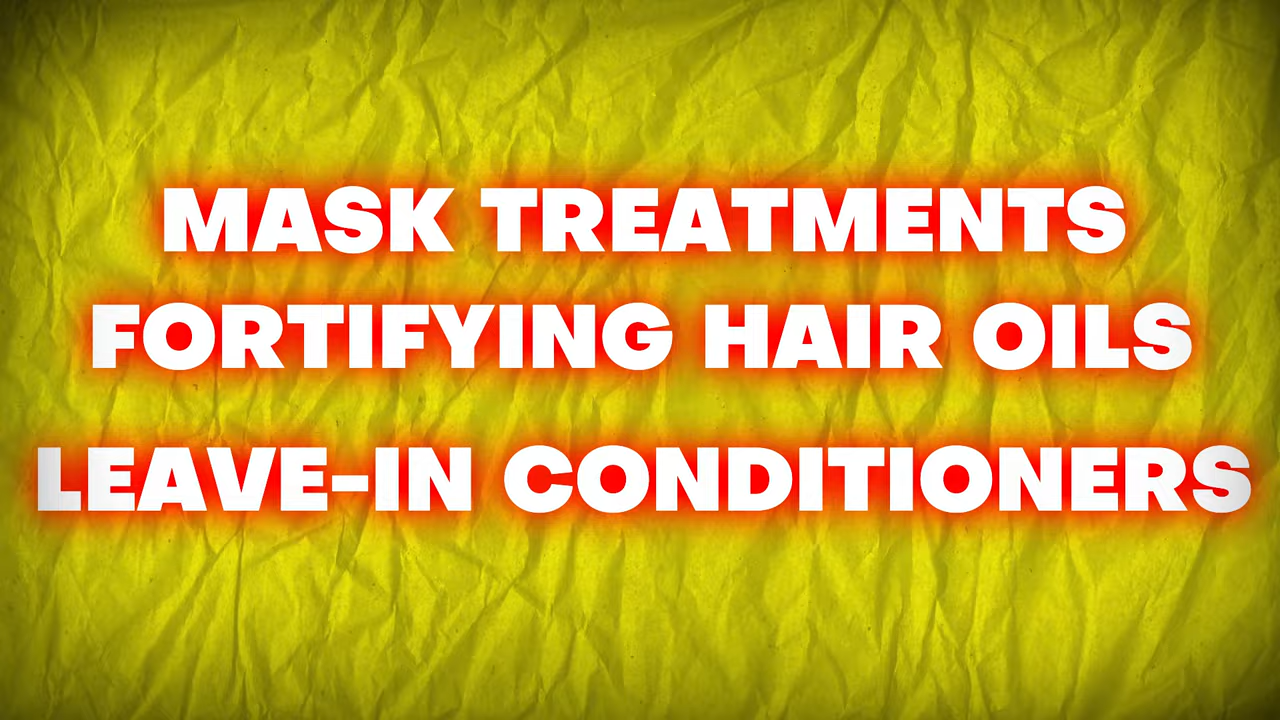 MASK TREATMENTS
FORTIFYING HAIR OILS
LEAVE-IN CONDITIONERS